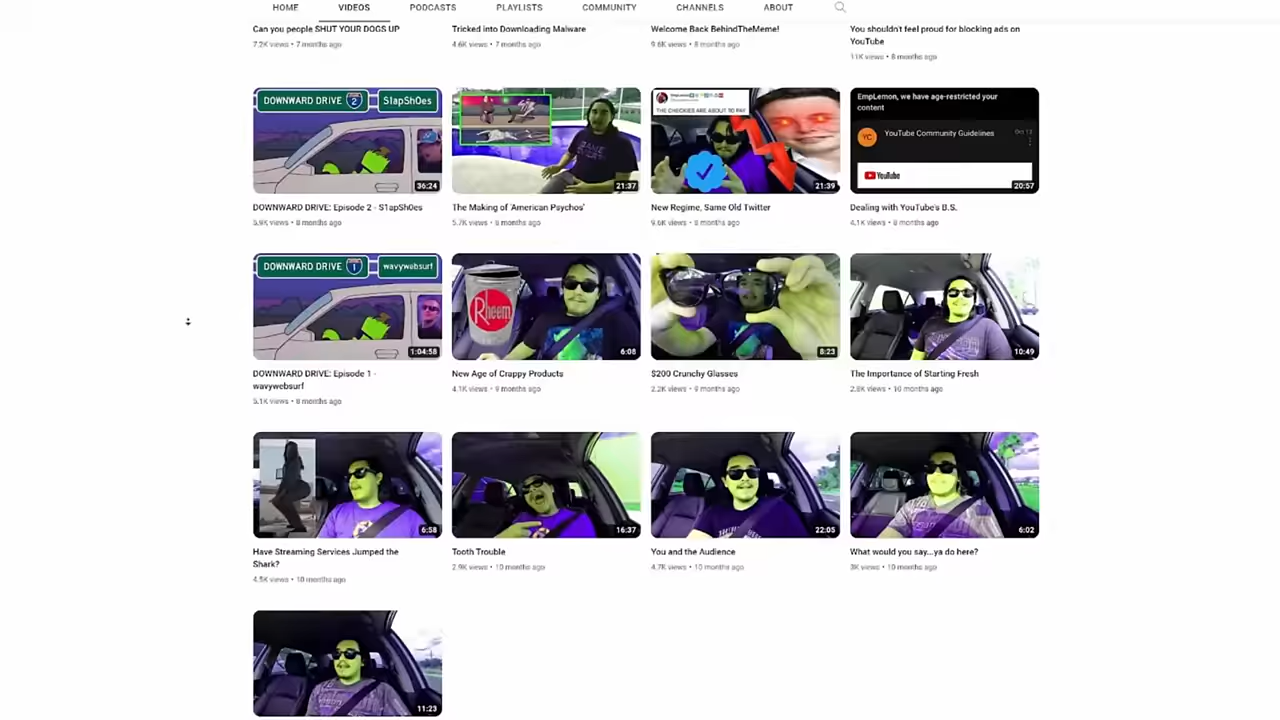 HOME VIDEOS PODCASTS PLAYLISTS COMMUNITY CHANNELS ABOUT
Can you people SHUT YOUR DOGS UP
7.2K views • 7 months ago
Tricked into Downloading Malware
4.6K views • 7 months ago
Welcome Back BehindTheMeme!
9.6K views • 8 months ago
You shouldn't feel proud for blocking ads on
YouTube
11K views • 8 months ago
DOWNWARD DRIVE 2 S1apSh0es
36:24
DOWNWARD DRIVE: Episode 2 - S1apSh0es
5.9K views • 8 months ago
21:37
The Making of 'American Psychos'
5.7K views • 8 months ago
THE CHECKIES ARE ABOUT TO PAY
21:39
New Regime, Same Old Twitter
9.6K views • 8 months ago
EmpLemon, we have age-restricted your
content
YC YouTube Community Guidelines Oct 13
YouTube
20:57
Dealing with YouTube's B.S.
4.1K views • 8 months ago
DOWNWARD DRIVE 1 wavywebsurf
1:04:58
DOWNWARD DRIVE: Episode 1 -
wavywebsurf
5.1K views • 8 months ago
Rheem
6:08
New Age of Crappy Products
4.1K views • 9 months ago
8:23
$200 Crunchy Glasses
2.2K views • 9 months ago
10:49
The Importance of Starting Fresh
2.8K views • 10 months ago
6:58
Have Streaming Services Jumped the
Shark?
4.5K views • 10 months ago
16:37
Tooth Trouble
2.9K views • 10 months ago
22:05
You and the Audience
4.7K views • 10 months ago
6:02
What would you say...ya do here?
3K views • 10 months ago
11:23